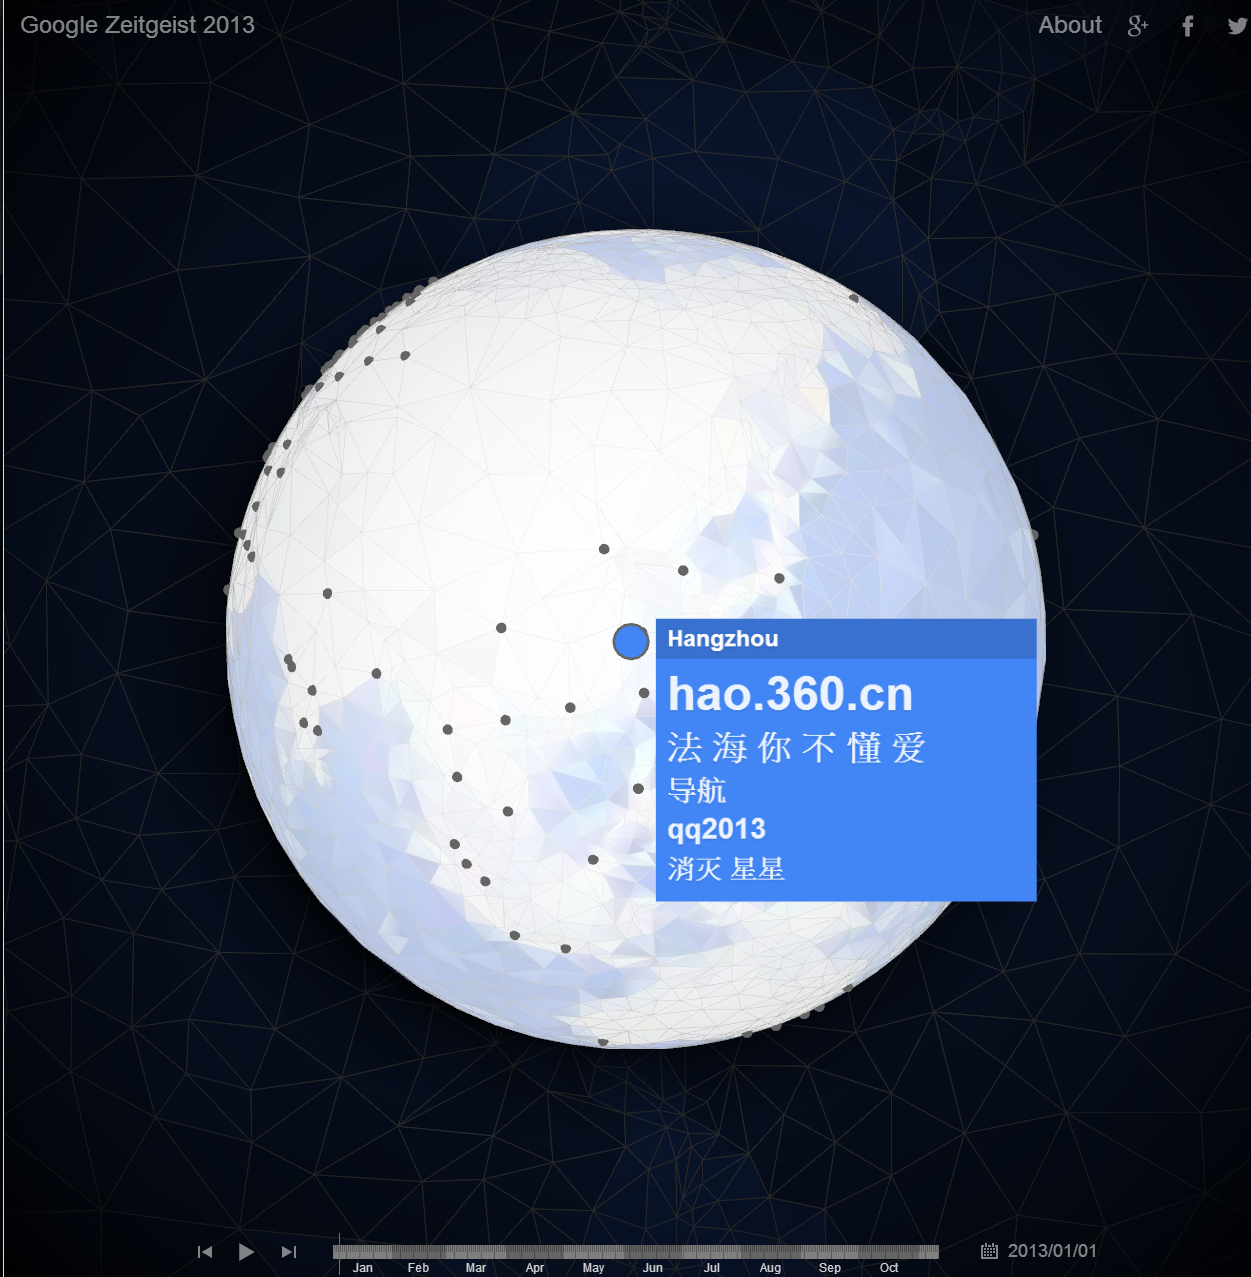 Google Zeitgeist 2013
About
Hangzhou
hao.360.cn
法 海 你 不 懂 爱
导航
qq2013
消灭 星星
2013/01/01
Jan Feb Mar Apr May Jun Jul Aug Sep Oct